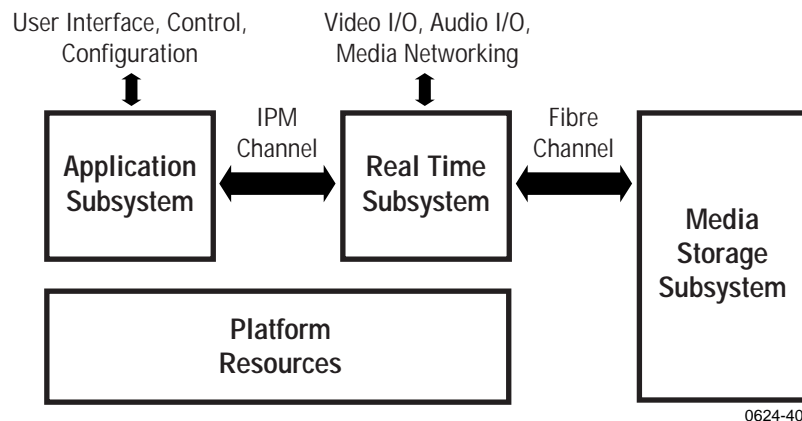 User Interface, Control,
Configuration
Video I/O, Audio I/O,
Media Networking
Application
Subsystem
IPM
Channel
Real Time
Subsystem
Fibre
Channel
Media
Storage
Subsystem
Platform
Resources
0624-40